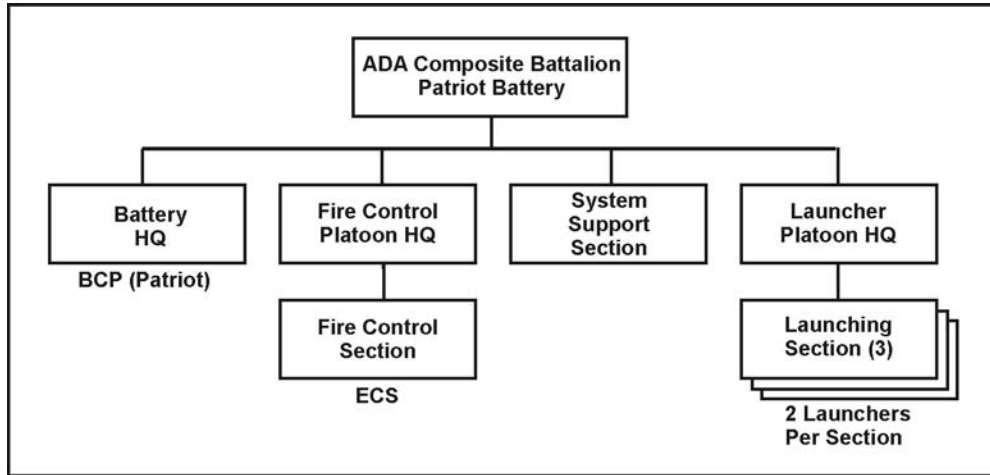 ADA Composite Battalion
Patriot Battery
Battery
HQ
BCP (Patriot)
Fire Control
Platoon HQ
Fire Control
Section
ECS
System
Support
Section
Launcher
Platoon HQ
Launching
Section (3)
2 Launchers
Per Section